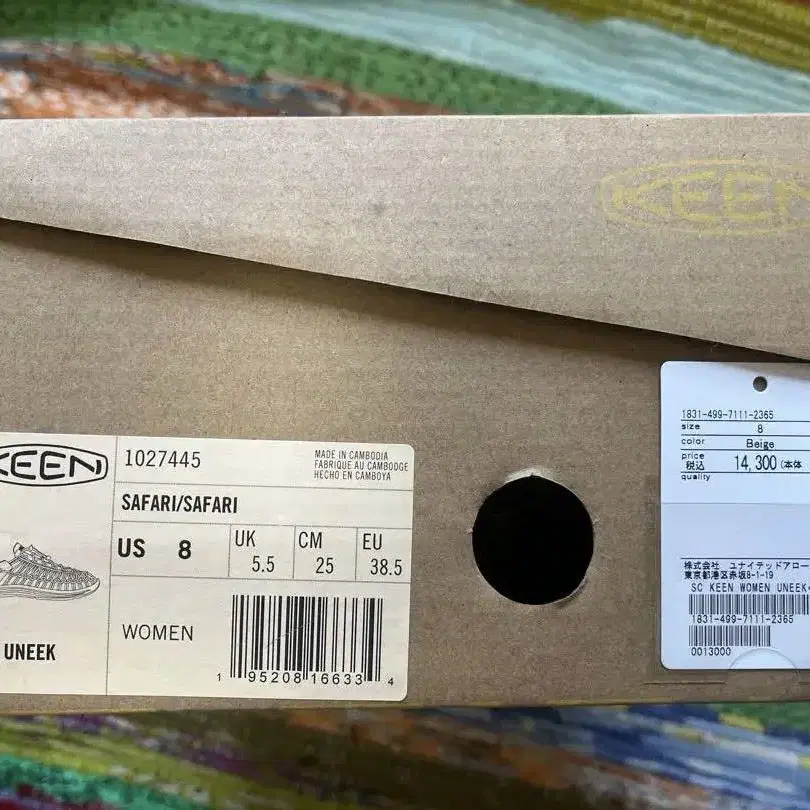 KEEN
KEEN
1027445
MADE IN CAMBODIA
FABRIQUE AU CAMBODGE
HECHO EN CAMBOYA
SAFARI/SAFARI
US 8
UK 5.5
CM 25
EU 38.5
UNEEK
WOMEN
1 95208 16633 4
1831-499-7111-2365
size 8
color Beige
price 税込 14,300 (本体
quality
株式会社 ユナイテッドアロー
東京都港区赤坂8-1-19
SC KEEN WOMEN UNEEK
1831-499-7111-2365
0013000